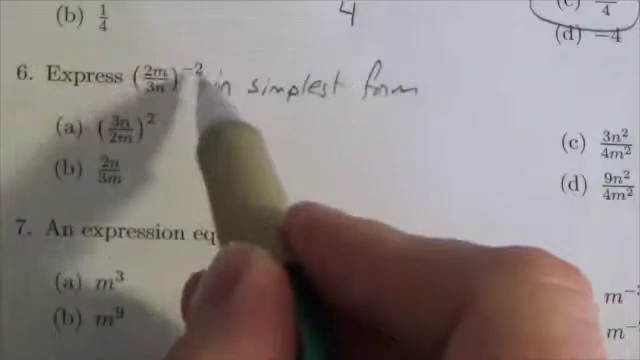 (b) 1/4
4
(c) /4
(d) −4
6. Express (2m/3n)^−2 in simplest form
(a) (3n/2m)^2
(b) 2n/3m
(c) 3n^2/4m^2
(d) 9n^2/4m^2
7. An expression eq
(a) m^3
(b) m^9
m^−
m^−